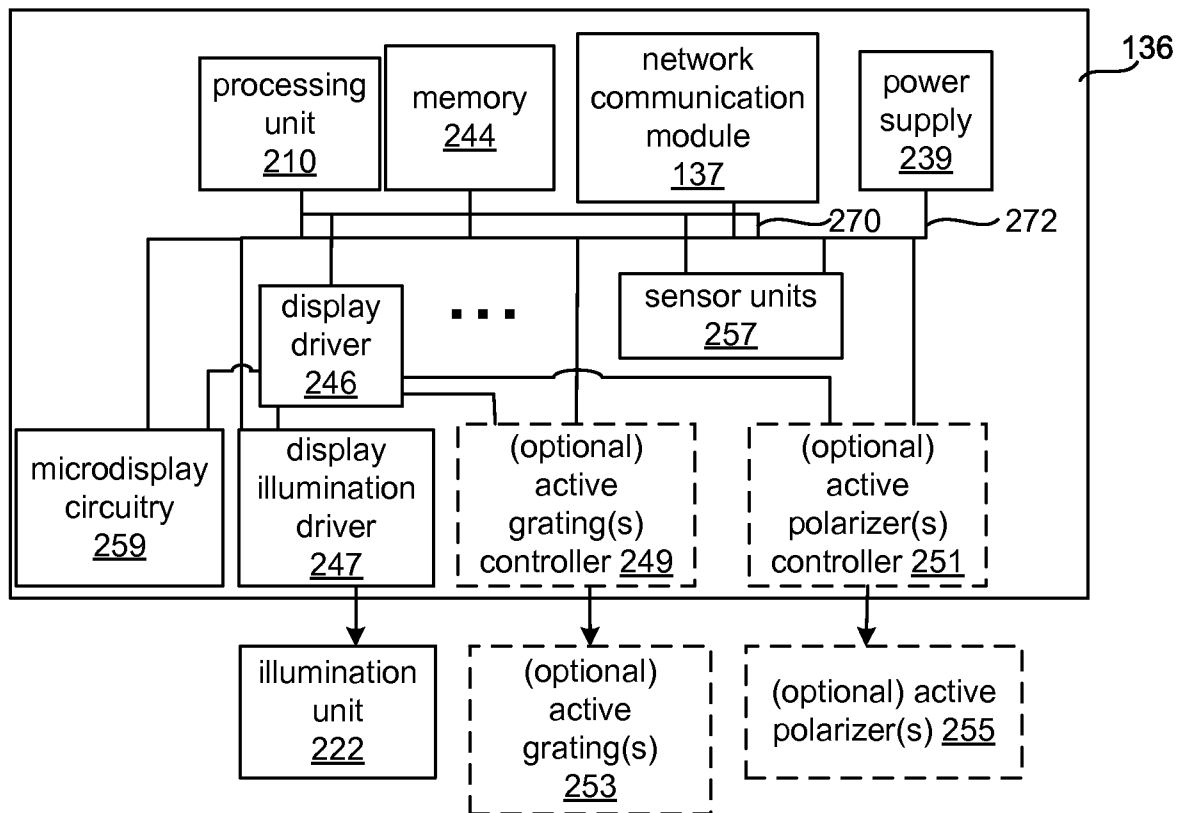 136
processing
unit
210
memory
244
network
communication
module
137
power
supply
239
270
272
display
driver
246
...
sensor units
257
microdisplay
circuitry
259
display
illumination
driver
247
(optional)
active
grating(s)
controller 249
(optional)
active
polarizer(s)
controller 251
illumination
unit
222
(optional)
active
grating(s)
253
(optional) active
polarizer(s) 255